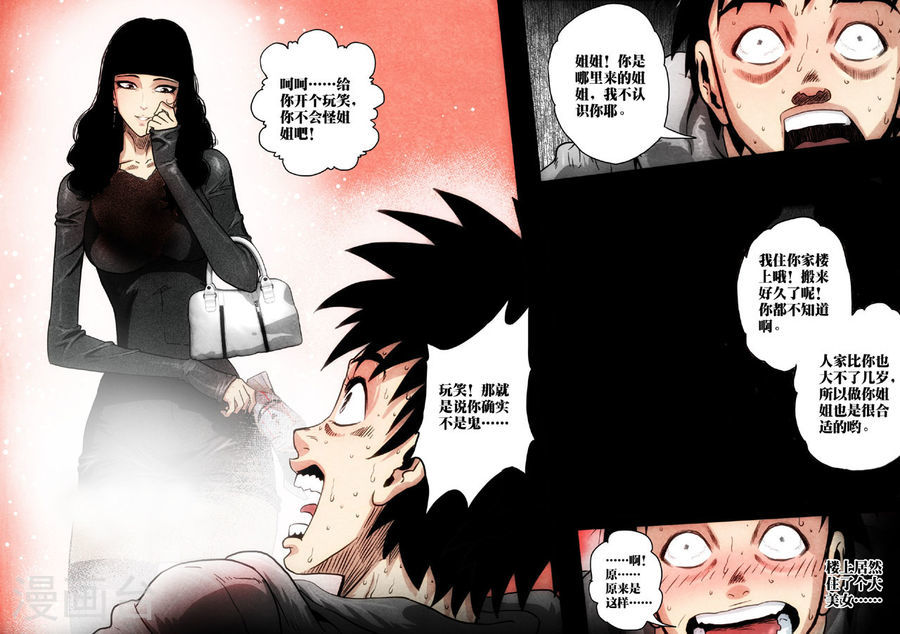 呵呵……给
你开个玩笑，
你不会怪姐
姐吧！
玩笑！那就
是说你确实
不是鬼……
姐姐！你是
哪里来的姐
姐，我不认
识你耶。
我住你家楼
上哦！搬来
好久了呢！
你都不知道
啊。
人家比你也
大不了几岁，
所以做你姐
姐也是很合
适的哟。
……啊！
原……
原来是
这样……
楼上居然
住了个大
美女……
漫画台